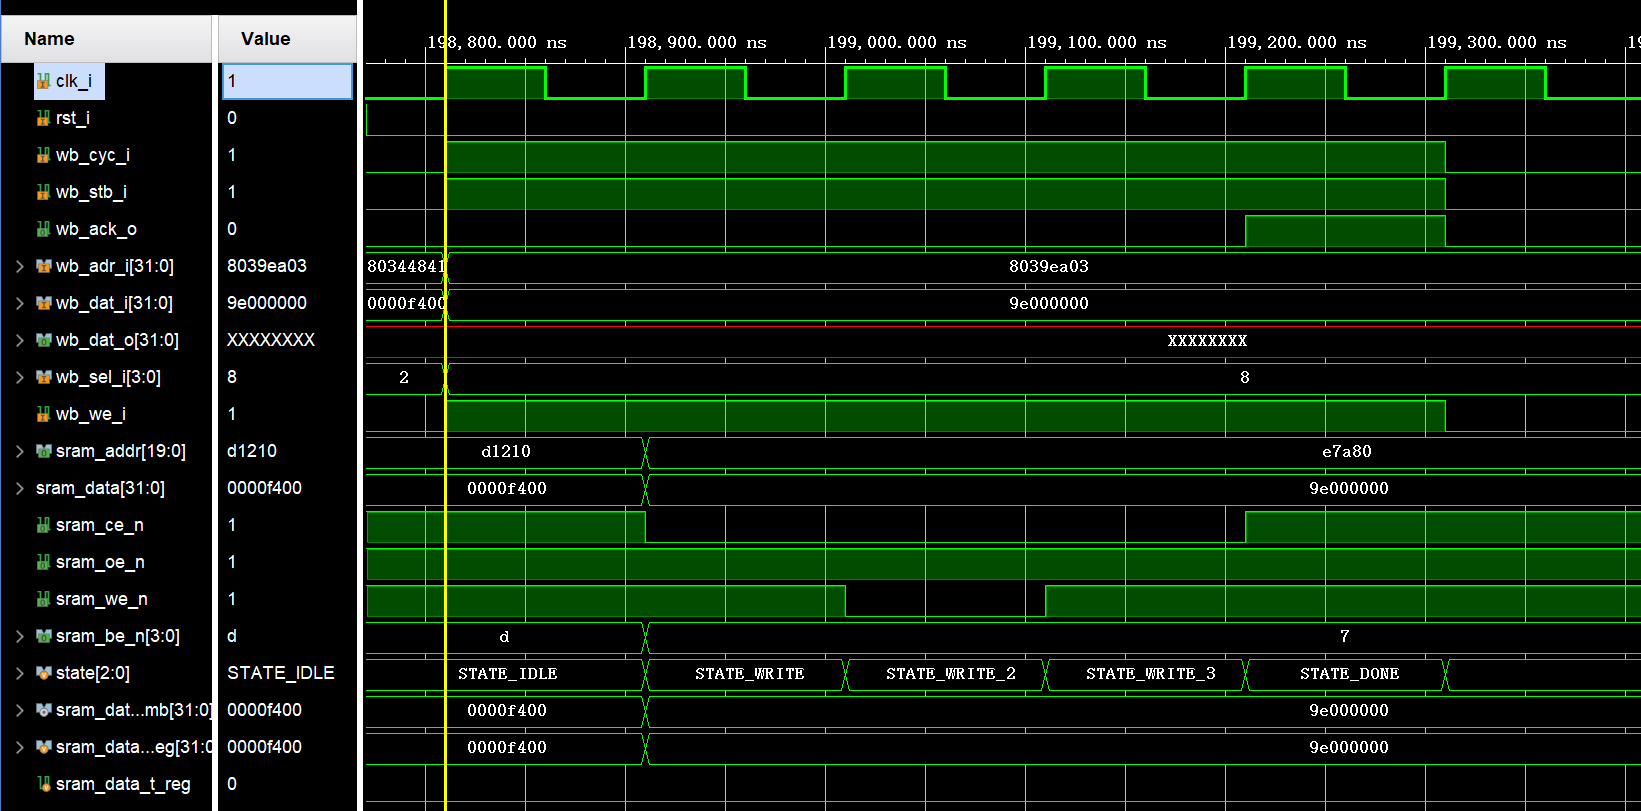 Name Value 198,800.000 ns 198,900.000 ns 199,000.000 ns 199,100.000 ns 199,200.000 ns 199,300.000 ns
clk_i 1
rst_i 0
wb_cyc_i 1
wb_stb_i 1
wb_ack_o 0
wb_adr_i[31:0] 8039ea03 80344841 8039ea03
wb_dat_i[31:0] 9e000000 0000f400 9e000000
wb_dat_o[31:0] XXXXXXXX XXXXXXXX
wb_sel_i[3:0] 8 2 8
wb_we_i 1
sram_addr[19:0] d1210 d1210 e7a80
sram_data[31:0] 0000f400 0000f400 9e000000
sram_ce_n 1
sram_oe_n 1
sram_we_n 1
sram_be_n[3:0] d d 7
state[2:0] STATE_IDLE STATE_IDLE STATE_WRITE STATE_WRITE_2 STATE_WRITE_3 STATE_DONE
sram_dat...mb[31:0] 0000f400 0000f400 9e000000
sram_data...eg[31:0 0000f400 0000f400 9e000000
sram_data_t_reg 0